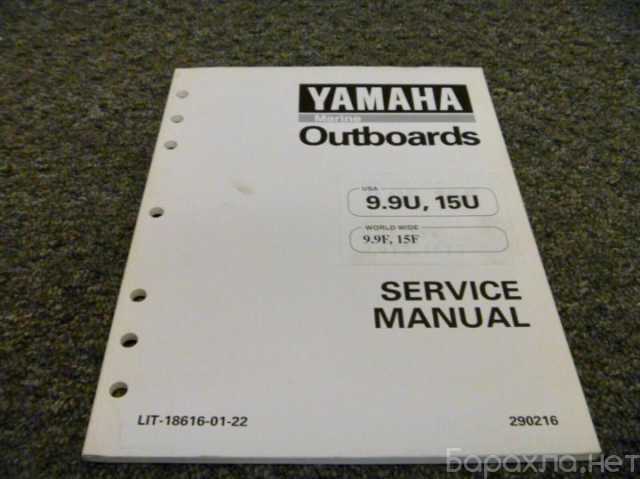 YAMAHA
Marine
Outboards
USA
9.9U, 15U
WORLD WIDE
9.9F, 15F
SERVICE
MANUAL
LIT-18616-01-22
290216
Барахла.нет